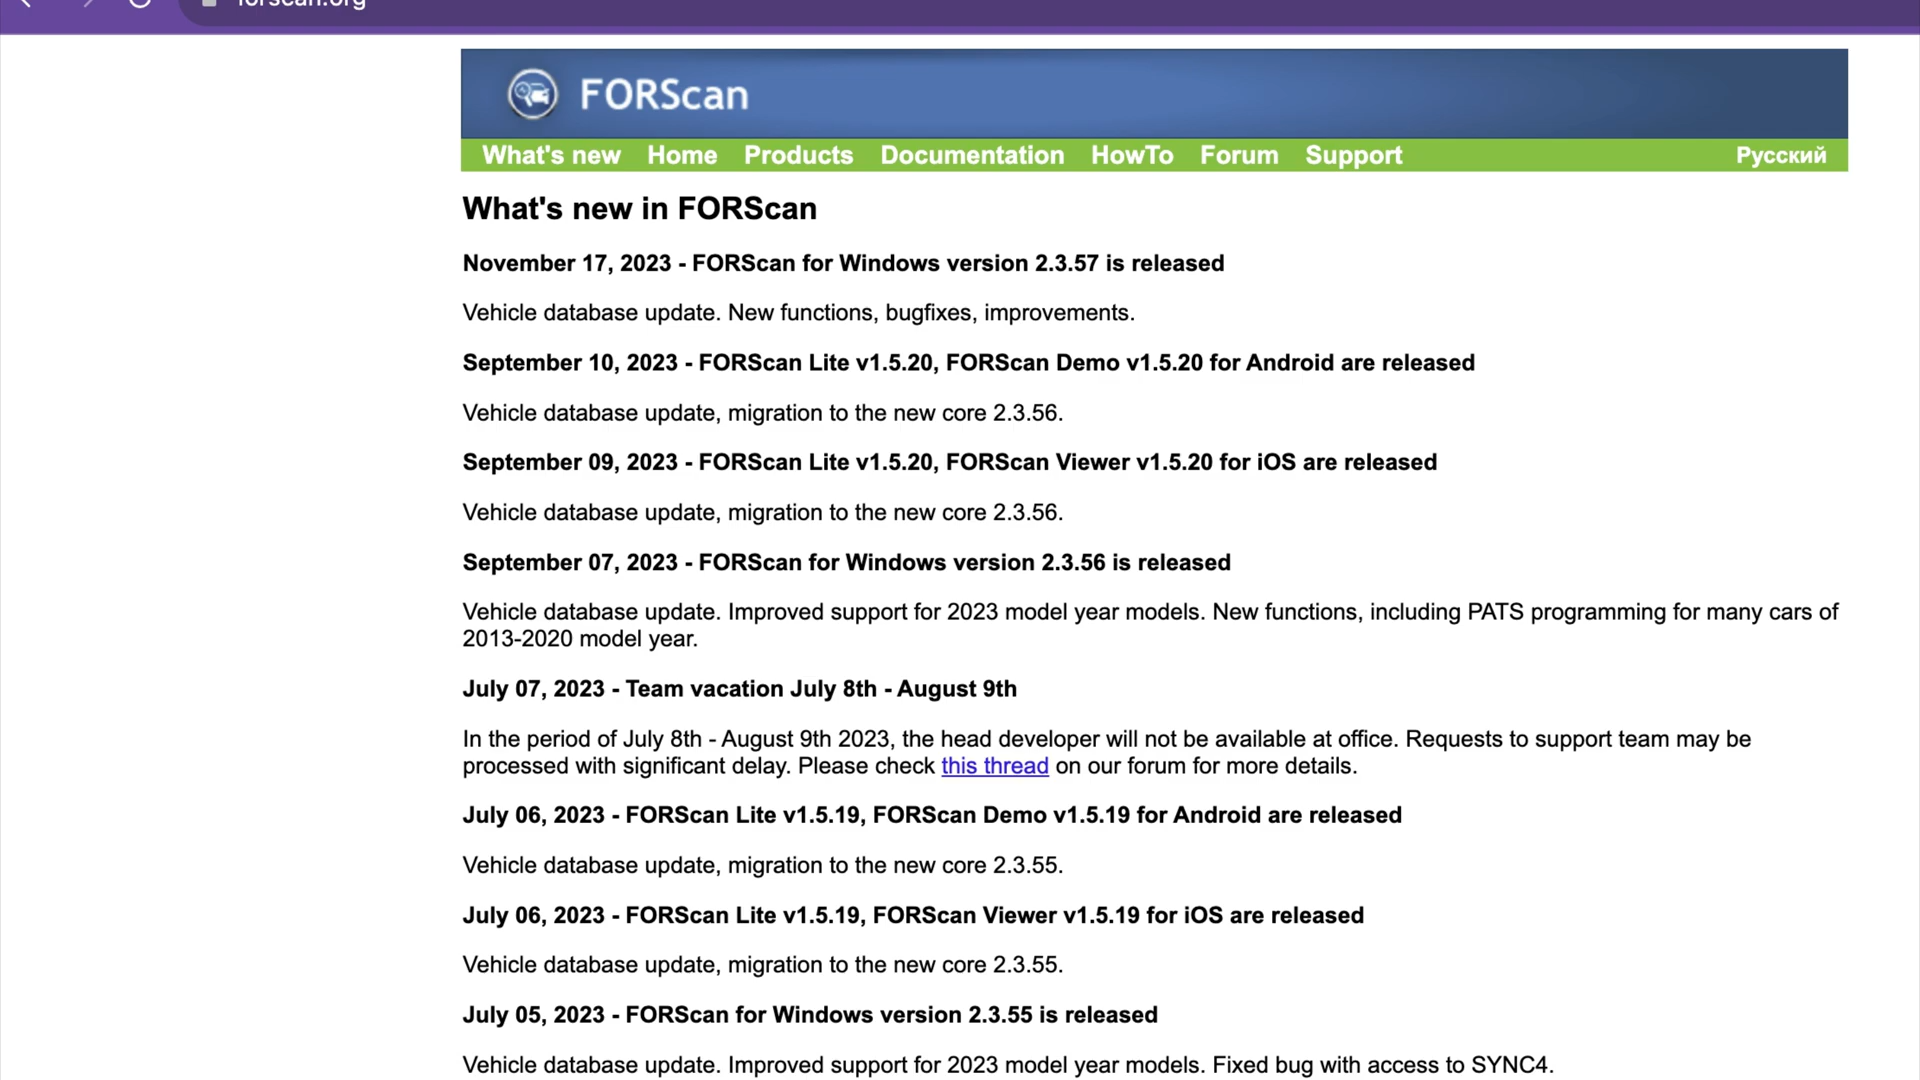 forscan.org
FORScan
What's new Home Products Documentation HowTo Forum Support Русский
What's new in FORScan
November 17, 2023 - FORScan for Windows version 2.3.57 is released
Vehicle database update. New functions, bugfixes, improvements.
September 10, 2023 - FORScan Lite v1.5.20, FORScan Demo v1.5.20 for Android are released
Vehicle database update, migration to the new core 2.3.56.
September 09, 2023 - FORScan Lite v1.5.20, FORScan Viewer v1.5.20 for iOS are released
Vehicle database update, migration to the new core 2.3.56.
September 07, 2023 - FORScan for Windows version 2.3.56 is released
Vehicle database update. Improved support for 2023 model year models. New functions, including PATS programming for many cars of
2013-2020 model year.
July 07, 2023 - Team vacation July 8th - August 9th
In the period of July 8th - August 9th 2023, the head developer will not be available at office. Requests to support team may be
processed with significant delay. Please check this thread on our forum for more details.
July 06, 2023 - FORScan Lite v1.5.19, FORScan Demo v1.5.19 for Android are released
Vehicle database update, migration to the new core 2.3.55.
July 06, 2023 - FORScan Lite v1.5.19, FORScan Viewer v1.5.19 for iOS are released
Vehicle database update, migration to the new core 2.3.55.
July 05, 2023 - FORScan for Windows version 2.3.55 is released
Vehicle database update. Improved support for 2023 model year models. Fixed bug with access to SYNC4.